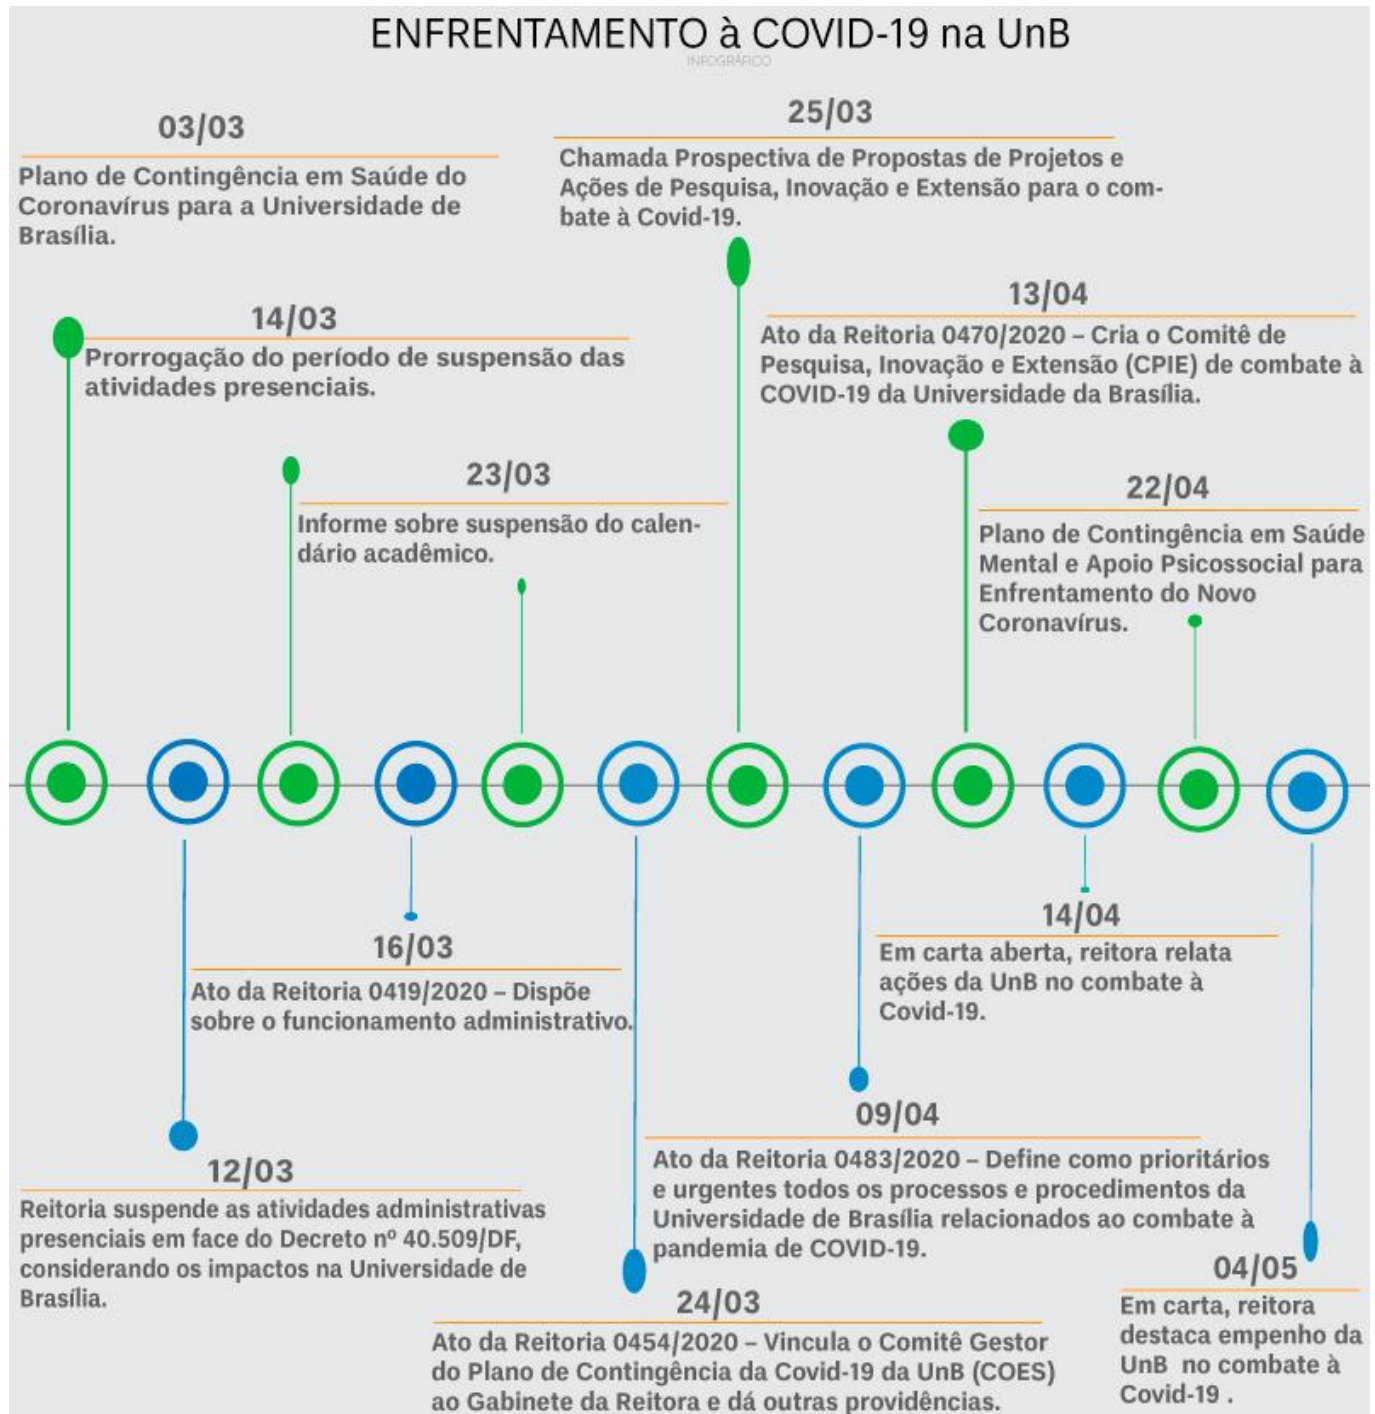 ENFRENTAMENTO à COVID-19 na UnB
INFOGRÁFICO
03/03
Plano de Contingência em Saúde do
Coronavírus para a Universidade de
Brasília.
25/03
Chamada Prospectiva de Propostas de Projetos e
Ações de Pesquisa, Inovação e Extensão para o com-
bate à Covid-19.
14/03
Prorrogação do período de suspensão das
atividades presenciais.
13/04
Ato da Reitoria 0470/2020 – Cria o Comitê de
Pesquisa, Inovação e Extensão (CPIE) de combate à
COVID-19 da Universidade da Brasília.
23/03
Informe sobre suspensão do calen-
dário acadêmico.
22/04
Plano de Contingência em Saúde
Mental e Apoio Psicossocial para
Enfrentamento do Novo
Coronavírus.
16/03
Ato da Reitoria 0419/2020 – Dispõe
sobre o funcionamento administrativo.
14/04
Em carta aberta, reitora relata
ações da UnB no combate à
Covid-19.
12/03
Reitoria suspende as atividades administrativas
presenciais em face do Decreto nº 40.509/DF,
considerando os impactos na Universidade de
Brasília.
09/04
Ato da Reitoria 0483/2020 – Define como prioritários
e urgentes todos os processos e procedimentos da
Universidade de Brasília relacionados ao combate à
pandemia de COVID-19.
24/03
Ato da Reitoria 0454/2020 – Vincula o Comitê Gestor
do Plano de Contingência da Covid-19 da UnB (COES)
ao Gabinete da Reitora e dá outras providências.
04/05
Em carta, reitora
destaca empenho da
UnB  no combate à
Covid-19 .